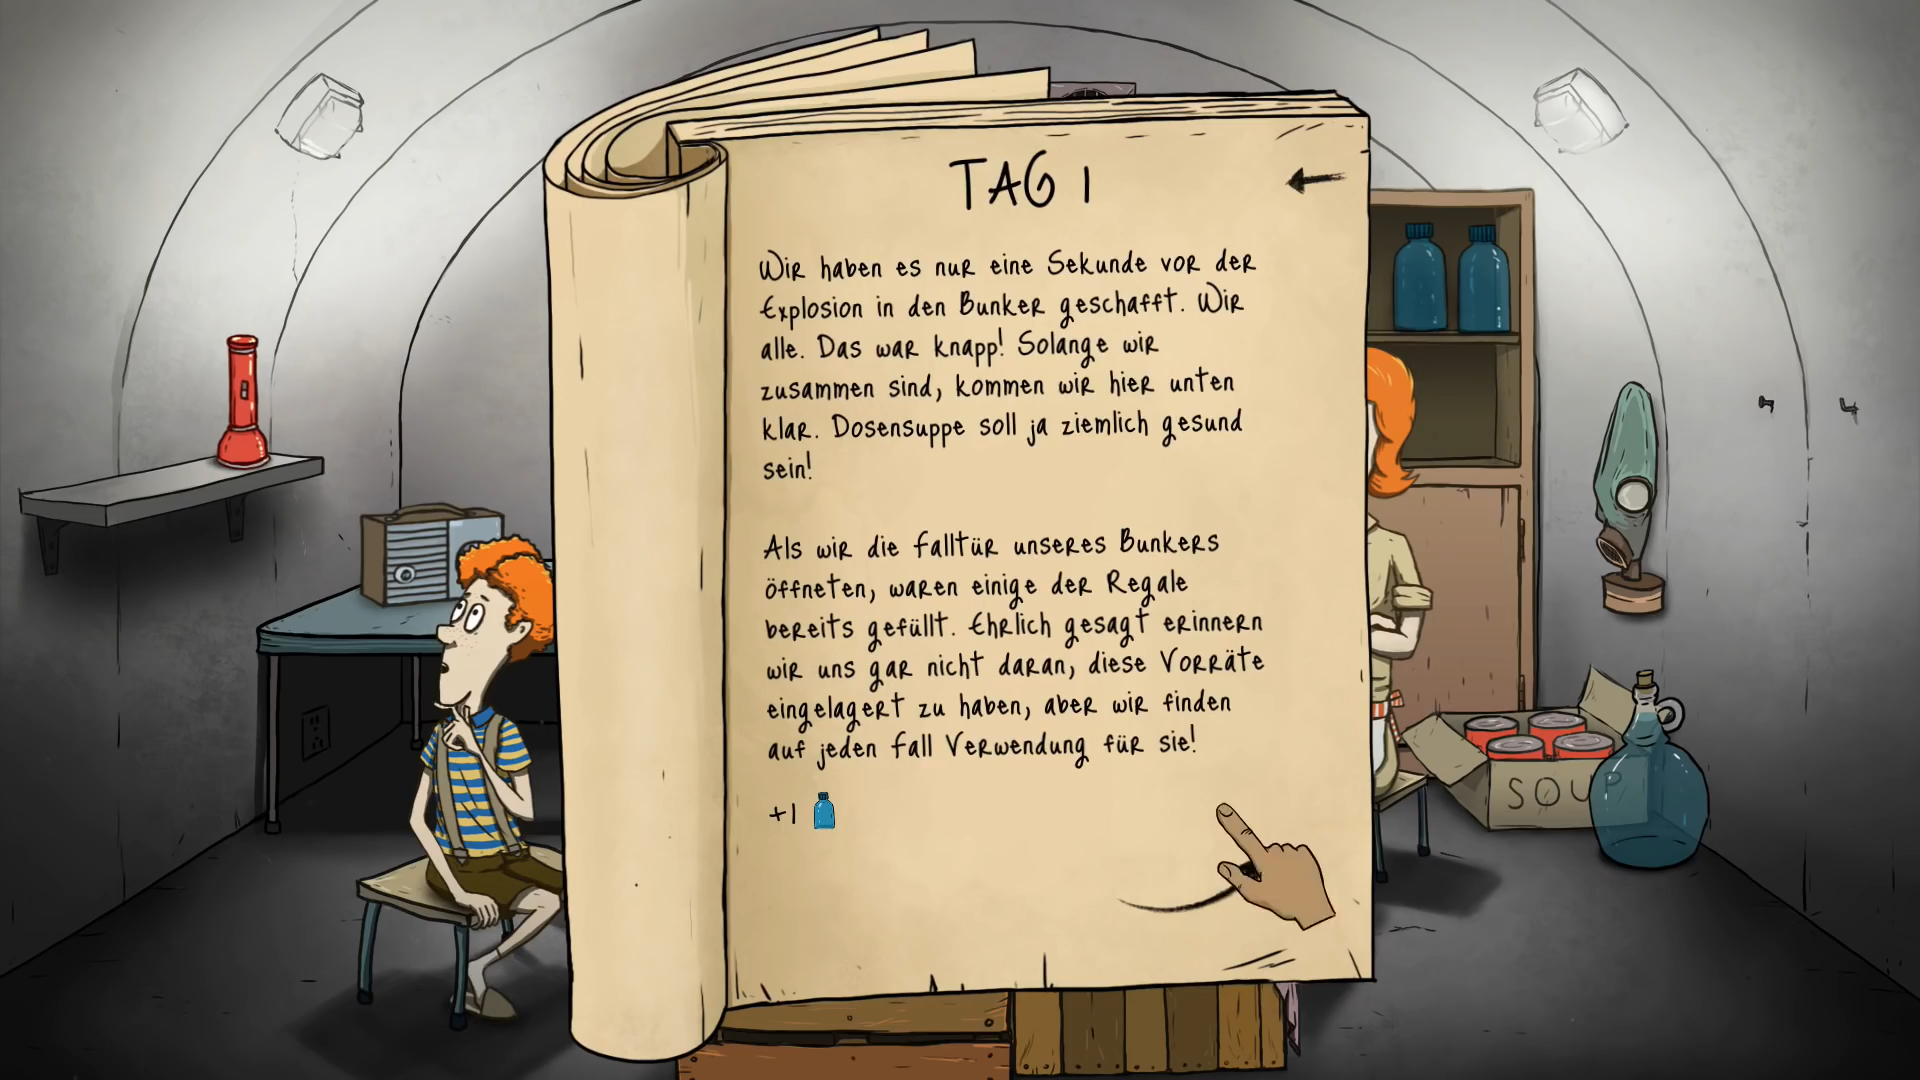 TAG 1
Wir haben es nur eine Sekunde vor der
Explosion in den Bunker geschafft. Wir
alle. Das war knapp! Solange wir
zusammen sind, kommen wir hier unten
klar. Dosensuppe soll ja ziemlich gesund
sein!
Als wir die Falltür unseres Bunkers
öffneten, waren einige der Regale
bereits gefüllt. Ehrlich gesagt erinnern
wir uns gar nicht daran, diese Vorräte
eingelagert zu haben, aber wir finden
auf jeden Fall Verwendung für sie!
+1
SOU